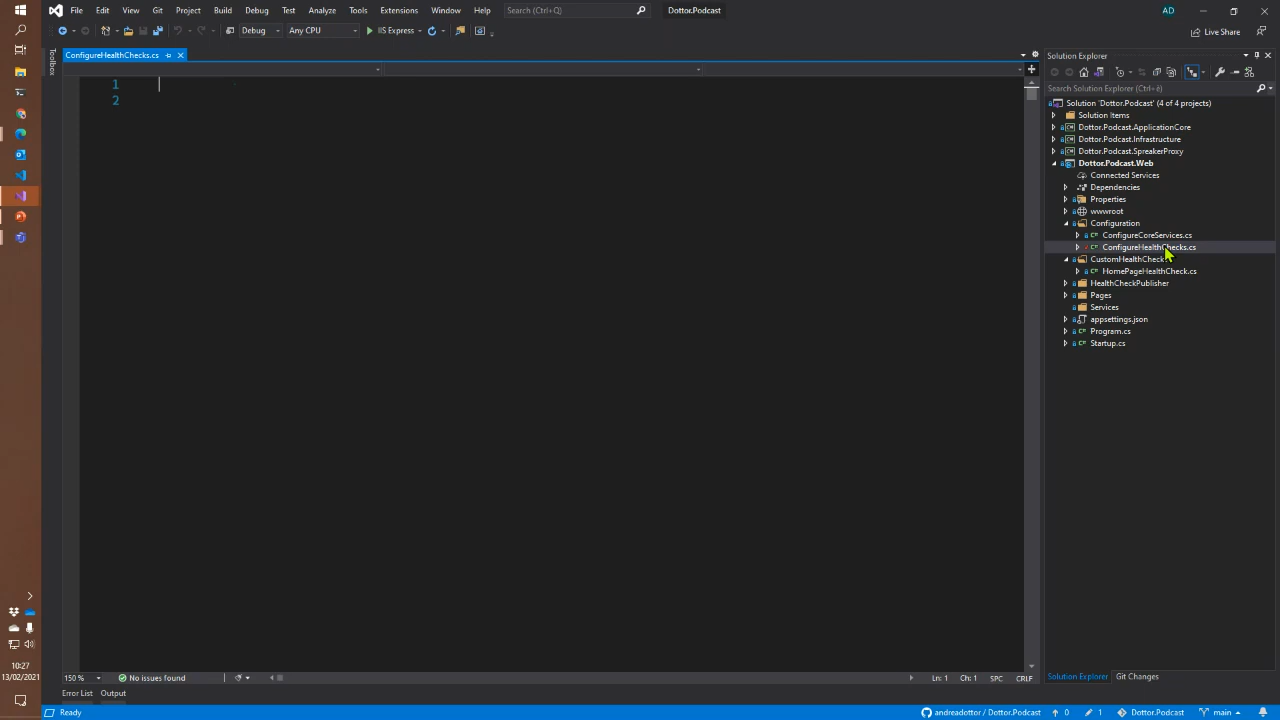 File Edit View Git Project Build Debug Test Analyze Tools Extensions Window Help Search (Ctrl+Q) Dottor.Podcast AD
Debug Any CPU IIS Express Live Share
Toolbox
ConfigureHealthChecks.cs
1
2
150 % No issues found Ln: 1 Ch: 1 SPC CRLF
Error List Output
Solution Explorer
Search Solution Explorer (Ctrl+è)
Solution 'Dottor.Podcast' (4 of 4 projects)
Solution Items
Dottor.Podcast.ApplicationCore
Dottor.Podcast.Infrastructure
Dottor.Podcast.SpreakerProxy
Dottor.Podcast.Web
Connected Services
Dependencies
Properties
wwwroot
Configuration
ConfigureCoreServices.cs
ConfigureHealthChecks.cs
CustomHealthCheck
HomePageHealthCheck.cs
HealthCheckPublisher
Pages
Services
appsettings.json
Program.cs
Startup.cs
Solution Explorer Git Changes
10:27
13/02/2021
Ready andreadottor / Dottor.Podcast 0 1 Dottor.Podcast main